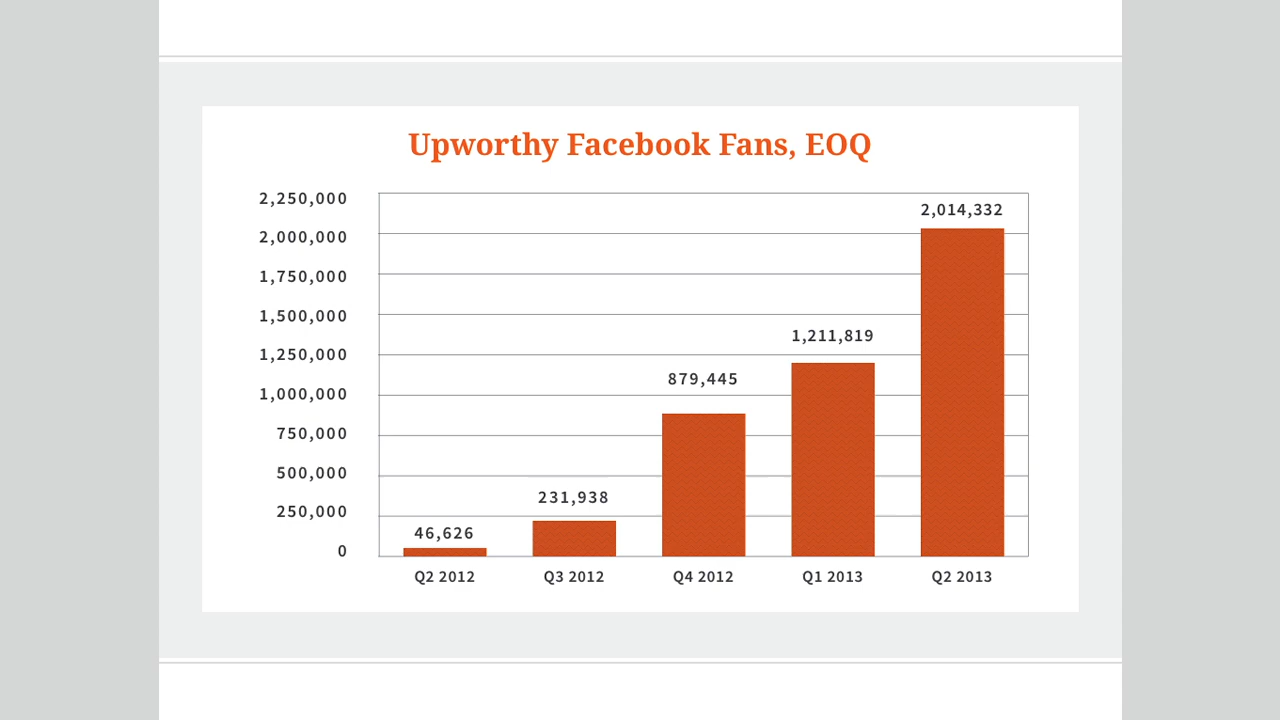 Upworthy Facebook Fans, EOQ
2,250,000
2,000,000
1,750,000
1,500,000
1,250,000
1,000,000
750,000
500,000
250,000
0
46,626
231,938
879,445
1,211,819
2,014,332
Q2 2012
Q3 2012
Q4 2012
Q1 2013
Q2 2013